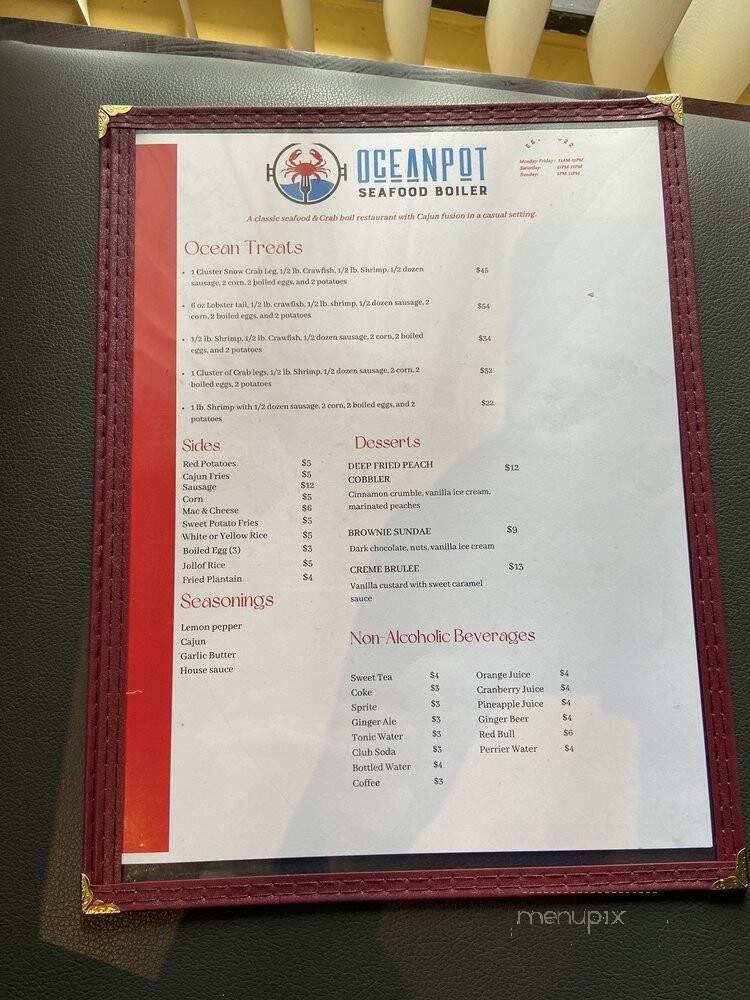 OCEANPOT
SEAFOOD BOILER
Monday-Friday: 11AM-11PM
Saturday: 12PM-11PM
Sunday:
A classic seafood & Crab boil restaurant with Cajun fusion in a casual setting.
Ocean Treats
• 1 Cluster Snow Crab Leg, 1/2 lb. Crawfish, 1/2 lb. Shrimp, 1/2 dozen $45
sausage, 2 corn, 2 boiled eggs, and 2 potatoes
• 6 oz Lobster tail, 1/2 lb. crawfish, 1/2 lb. shrimp, 1/2 dozen sausage, 2 $54
corn, 2 boiled eggs, and 2 potatoes
• 1/2 lb. Shrimp, 1/2 lb. Crawfish, 1/2 dozen sausage, 2 corn, 2 boiled $34
eggs, and 2 potatoes
• 1 Cluster of Crab legs, 1/2 lb. Shrimp, 1/2 dozen sausage, 2 corn, 2 $32
boiled eggs, 2 potatoes
• 1 lb. Shrimp with 1/2 dozen sausage, 2 corn, 2 boiled eggs, and 2 $22
potatoes
Sides
Red Potatoes $5
Cajun Fries $5
Sausage $12
Corn $5
Mac & Cheese $6
Sweet Potato Fries $5
White or Yellow Rice $5
Boiled Egg (3) $3
Jollof Rice $5
Fried Plantain $4
Seasonings
Lemon pepper
Cajun
Garlic Butter
House sauce
Desserts
DEEP FRIED PEACH $12
COBBLER
Cinnamon crumble, vanilla ice cream,
marinated peaches
BROWNIE SUNDAE $9
Dark chocolate, nuts, vanilla ice cream
CREME BRULEE $13
Vanilla custard with sweet caramel
sauce
Non-Alcoholic Beverages
Sweet Tea $4
Coke $3
Sprite $3
Ginger Ale $3
Tonic Water $3
Club Soda $3
Bottled Water $4
Coffee $3
Orange Juice $4
Cranberry Juice $4
Pineapple Juice $4
Ginger Beer $4
Red Bull $6
Perrier Water $4
menupix